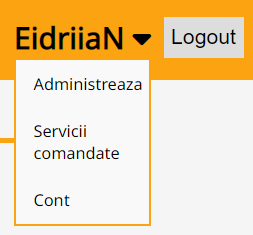 EidriiaN
Logout
Administreaza
Servicii
comandate
Cont